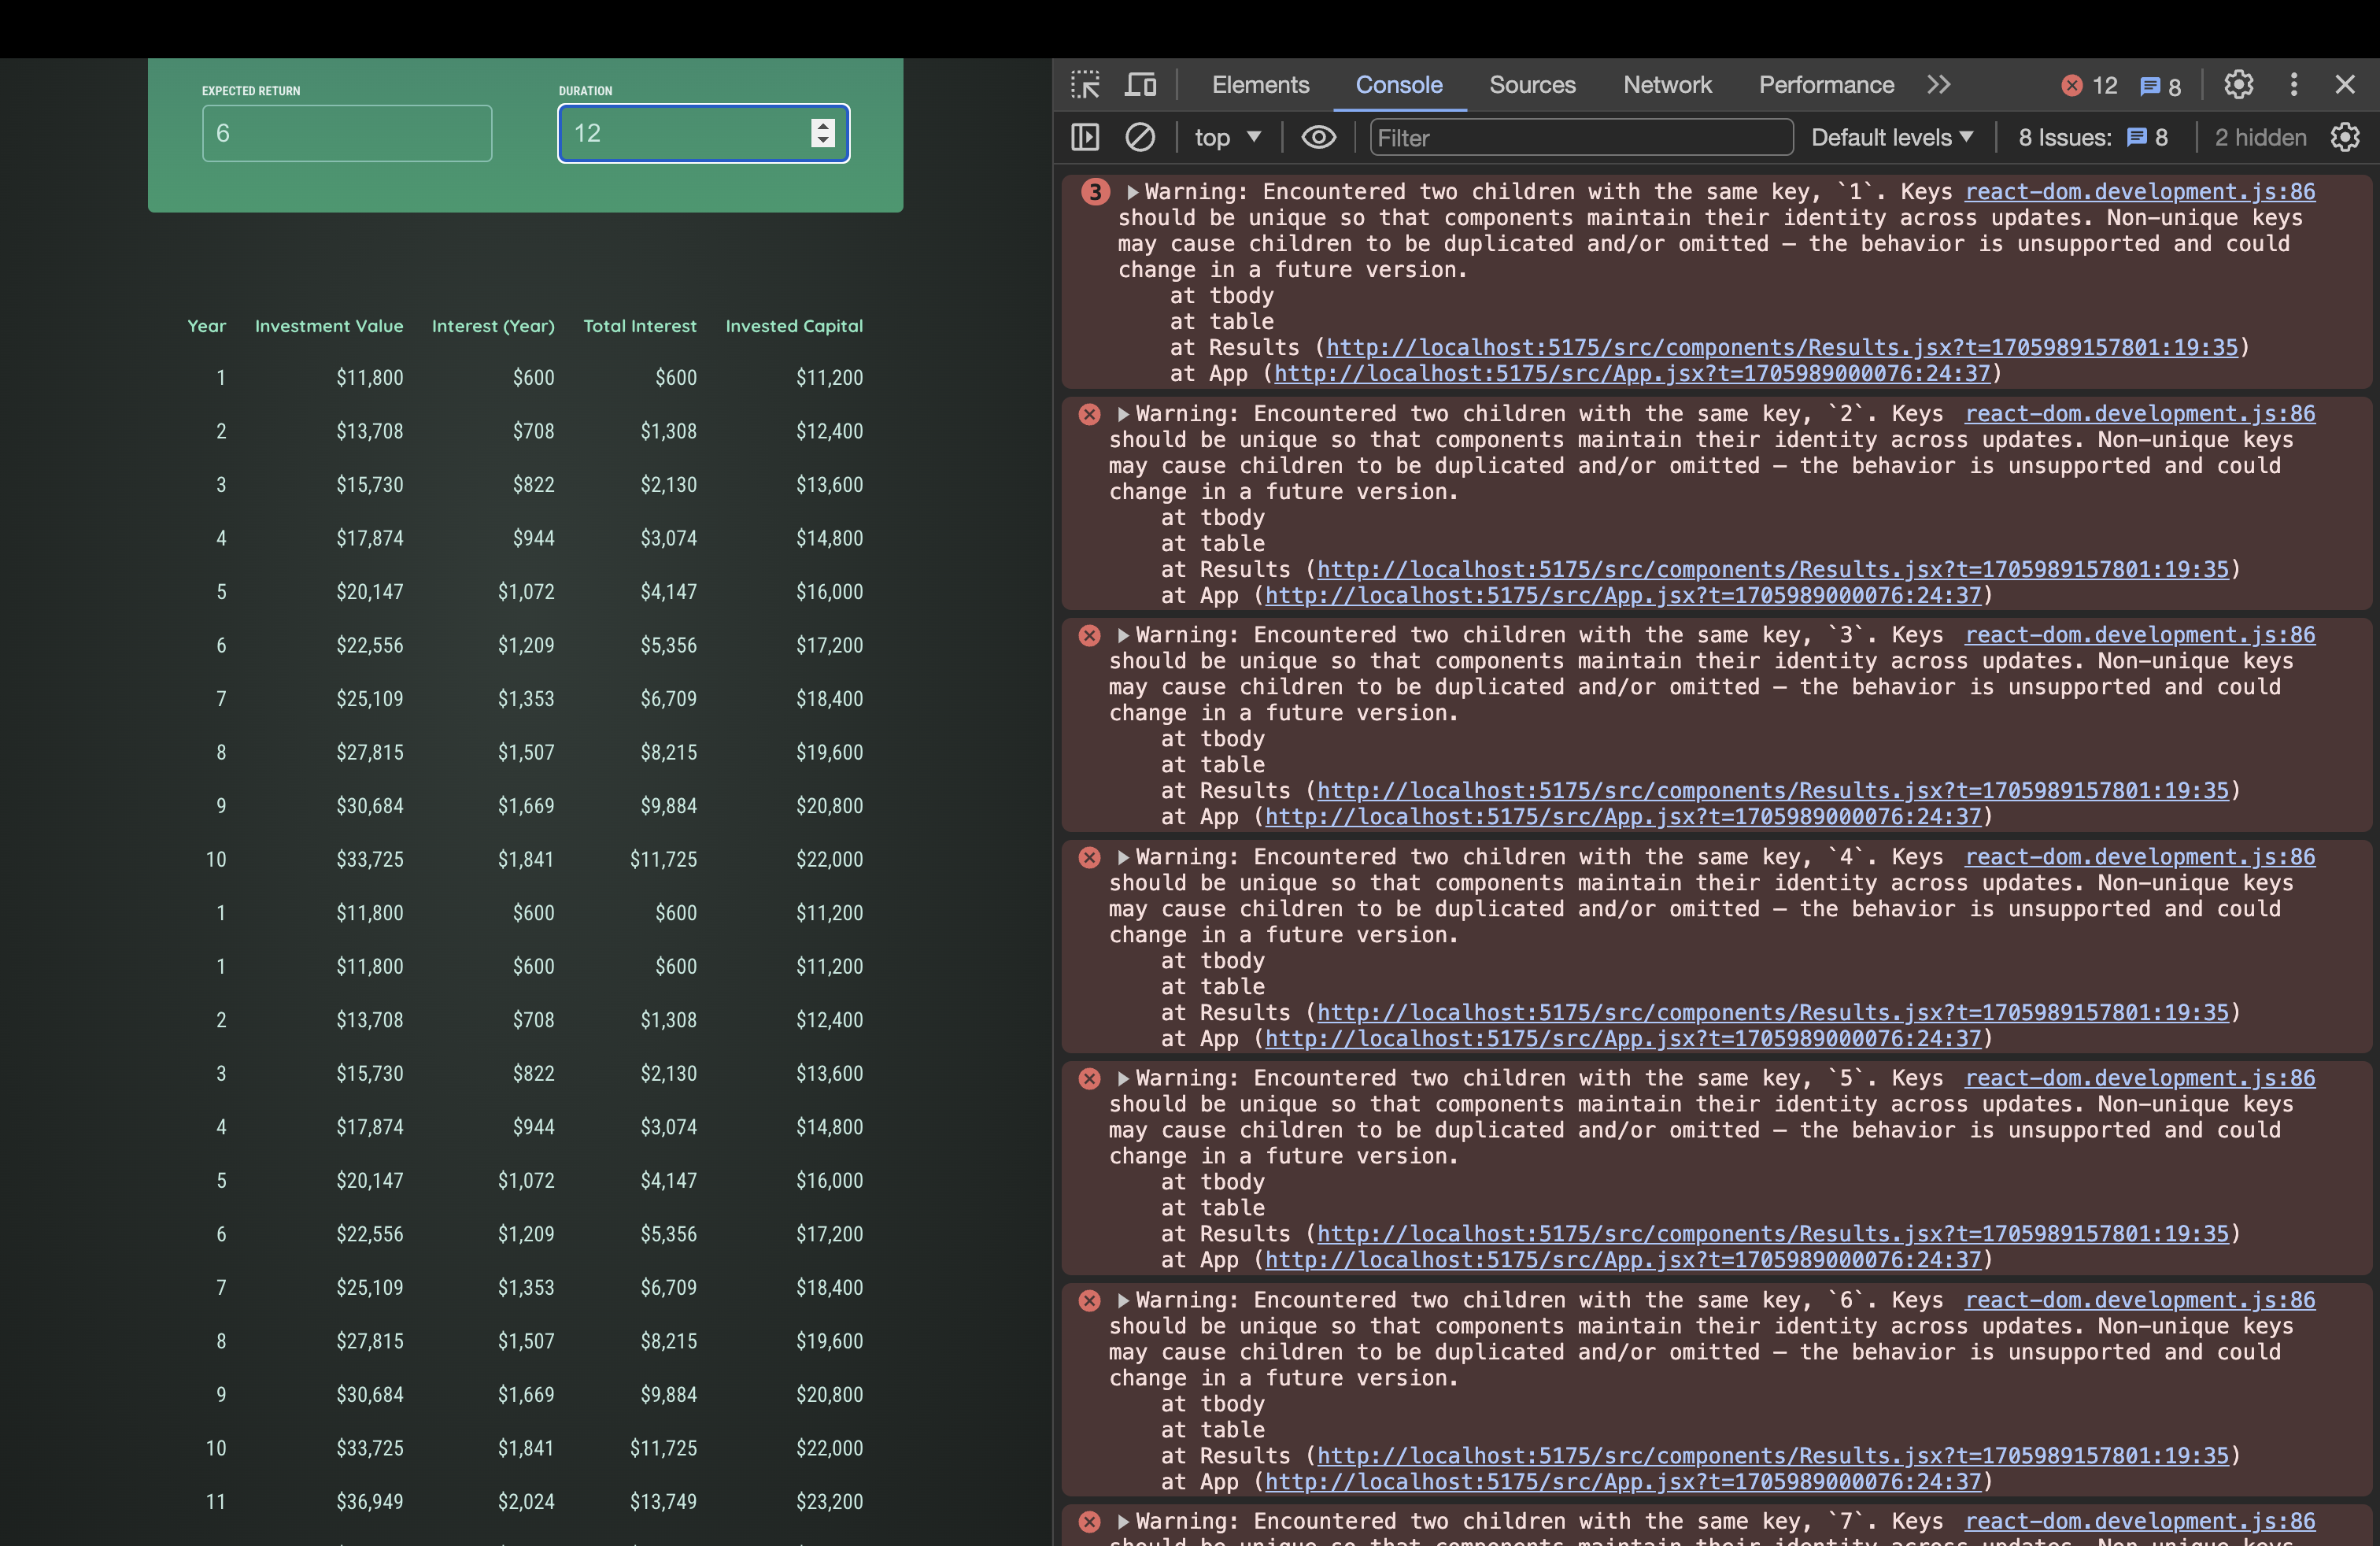 EXPECTED RETURN DURATION
6 12
Year Investment Value Interest (Year) Total Interest Invested Capital
1 $11,800 $600 $600 $11,200
2 $13,708 $708 $1,308 $12,400
3 $15,730 $822 $2,130 $13,600
4 $17,874 $944 $3,074 $14,800
5 $20,147 $1,072 $4,147 $16,000
6 $22,556 $1,209 $5,356 $17,200
7 $25,109 $1,353 $6,709 $18,400
8 $27,815 $1,507 $8,215 $19,600
9 $30,684 $1,669 $9,884 $20,800
10 $33,725 $1,841 $11,725 $22,000
1 $11,800 $600 $600 $11,200
1 $11,800 $600 $600 $11,200
2 $13,708 $708 $1,308 $12,400
3 $15,730 $822 $2,130 $13,600
4 $17,874 $944 $3,074 $14,800
5 $20,147 $1,072 $4,147 $16,000
6 $22,556 $1,209 $5,356 $17,200
7 $25,109 $1,353 $6,709 $18,400
8 $27,815 $1,507 $8,215 $19,600
9 $30,684 $1,669 $9,884 $20,800
10 $33,725 $1,841 $11,725 $22,000
11 $36,949 $2,024 $13,749 $23,200
Elements Console Sources Network Performance 12 8
top Filter Default levels 8 Issues: 8 2 hidden
3 Warning: Encountered two children with the same key, `1`. Keys react-dom.development.js:86
should be unique so that components maintain their identity across updates. Non-unique keys
may cause children to be duplicated and/or omitted — the behavior is unsupported and could
change in a future version.
at tbody
at table
at Results (http://localhost:5175/src/components/Results.jsx?t=1705989157801:19:35)
at App (http://localhost:5175/src/App.jsx?t=1705989000076:24:37)
Warning: Encountered two children with the same key, `2`. Keys react-dom.development.js:86
should be unique so that components maintain their identity across updates. Non-unique keys
may cause children to be duplicated and/or omitted — the behavior is unsupported and could
change in a future version.
at tbody
at table
at Results (http://localhost:5175/src/components/Results.jsx?t=1705989157801:19:35)
at App (http://localhost:5175/src/App.jsx?t=1705989000076:24:37)
Warning: Encountered two children with the same key, `3`. Keys react-dom.development.js:86
should be unique so that components maintain their identity across updates. Non-unique keys
may cause children to be duplicated and/or omitted — the behavior is unsupported and could
change in a future version.
at tbody
at table
at Results (http://localhost:5175/src/components/Results.jsx?t=1705989157801:19:35)
at App (http://localhost:5175/src/App.jsx?t=1705989000076:24:37)
Warning: Encountered two children with the same key, `4`. Keys react-dom.development.js:86
should be unique so that components maintain their identity across updates. Non-unique keys
may cause children to be duplicated and/or omitted — the behavior is unsupported and could
change in a future version.
at tbody
at table
at Results (http://localhost:5175/src/components/Results.jsx?t=1705989157801:19:35)
at App (http://localhost:5175/src/App.jsx?t=1705989000076:24:37)
Warning: Encountered two children with the same key, `5`. Keys react-dom.development.js:86
should be unique so that components maintain their identity across updates. Non-unique keys
may cause children to be duplicated and/or omitted — the behavior is unsupported and could
change in a future version.
at tbody
at table
at Results (http://localhost:5175/src/components/Results.jsx?t=1705989157801:19:35)
at App (http://localhost:5175/src/App.jsx?t=1705989000076:24:37)
Warning: Encountered two children with the same key, `6`. Keys react-dom.development.js:86
should be unique so that components maintain their identity across updates. Non-unique keys
may cause children to be duplicated and/or omitted — the behavior is unsupported and could
change in a future version.
at tbody
at table
at Results (http://localhost:5175/src/components/Results.jsx?t=1705989157801:19:35)
at App (http://localhost:5175/src/App.jsx?t=1705989000076:24:37)
Warning: Encountered two children with the same key, `7`. Keys react-dom.development.js:86
should be unique so that components maintain their identity across updates. Non-unique keys